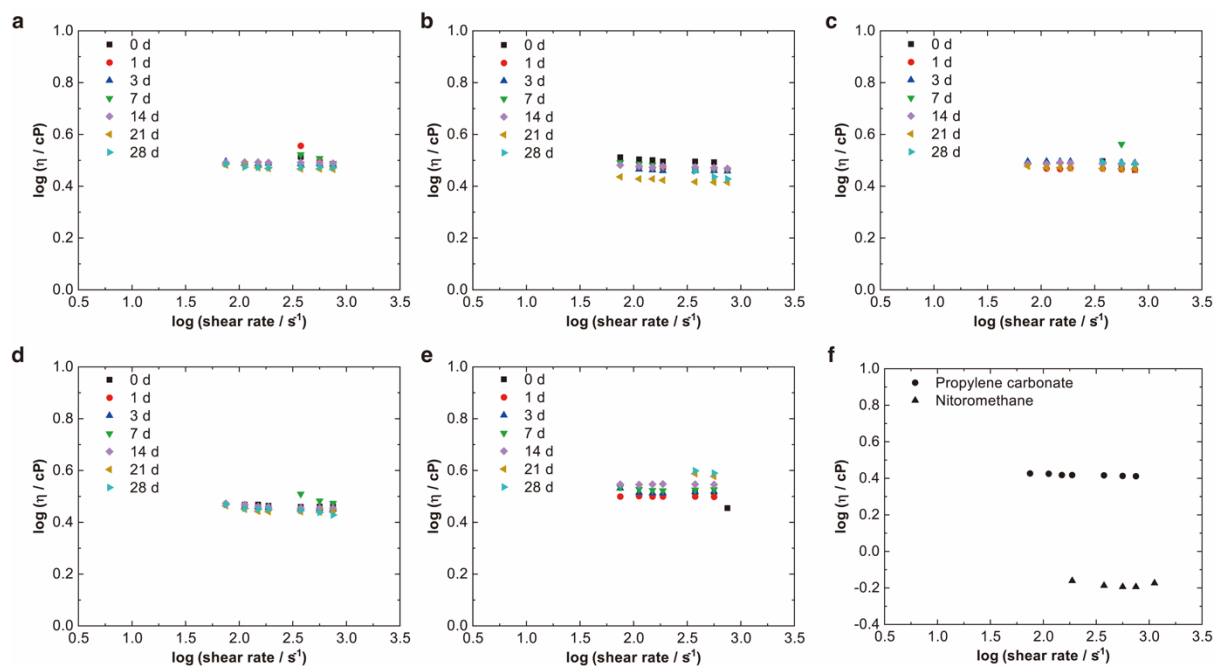 a
1.0
0.8
0.6
0.4
0.2
0.0
log (η / cP)
0 d
1 d
3 d
7 d
14 d
21 d
28 d
0.5 1.0 1.5 2.0 2.5 3.0 3.5
log (shear rate / s⁻¹)
b
1.0
0.8
0.6
0.4
0.2
0.0
log (η / cP)
0 d
1 d
3 d
7 d
14 d
21 d
28 d
0.5 1.0 1.5 2.0 2.5 3.0 3.5
log (shear rate / s⁻¹)
c
1.0
0.8
0.6
0.4
0.2
0.0
log (η / cP)
0 d
1 d
3 d
7 d
14 d
21 d
28 d
0.5 1.0 1.5 2.0 2.5 3.0 3.5
log (shear rate / s⁻¹)
d
1.0
0.8
0.6
0.4
0.2
0.0
log (η / cP)
0 d
1 d
3 d
7 d
14 d
21 d
28 d
0.5 1.0 1.5 2.0 2.5 3.0 3.5
log (shear rate / s⁻¹)
e
1.0
0.8
0.6
0.4
0.2
0.0
log (η / cP)
0 d
1 d
3 d
7 d
14 d
21 d
28 d
0.5 1.0 1.5 2.0 2.5 3.0 3.5
log (shear rate / s⁻¹)
f
1.0
0.8
0.6
0.4
0.2
0.0
-0.2
-0.4
log (η / cP)
Propylene carbonate
Nitoromethane
0.5 1.0 1.5 2.0 2.5 3.0 3.5
log (shear rate / s⁻¹)